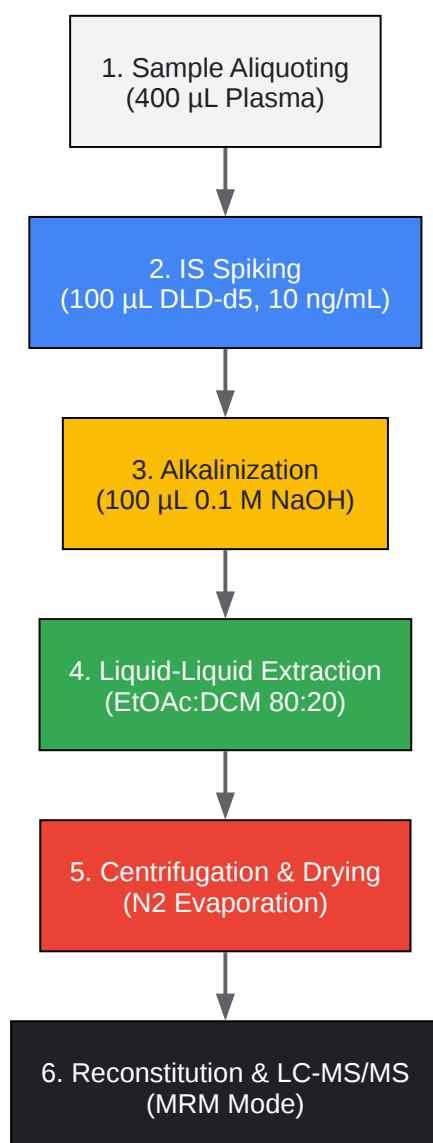 1. Sample Aliquoting
(400 µL Plasma)
2. IS Spiking
(100 µL DLD-d5, 10 ng/mL)
3. Alkalinization
(100 µL 0.1 M NaOH)
4. Liquid-Liquid Extraction
(EtOAc:DCM 80:20)
5. Centrifugation & Drying
(N2 Evaporation)
6. Reconstitution & LC-MS/MS
(MRM Mode)